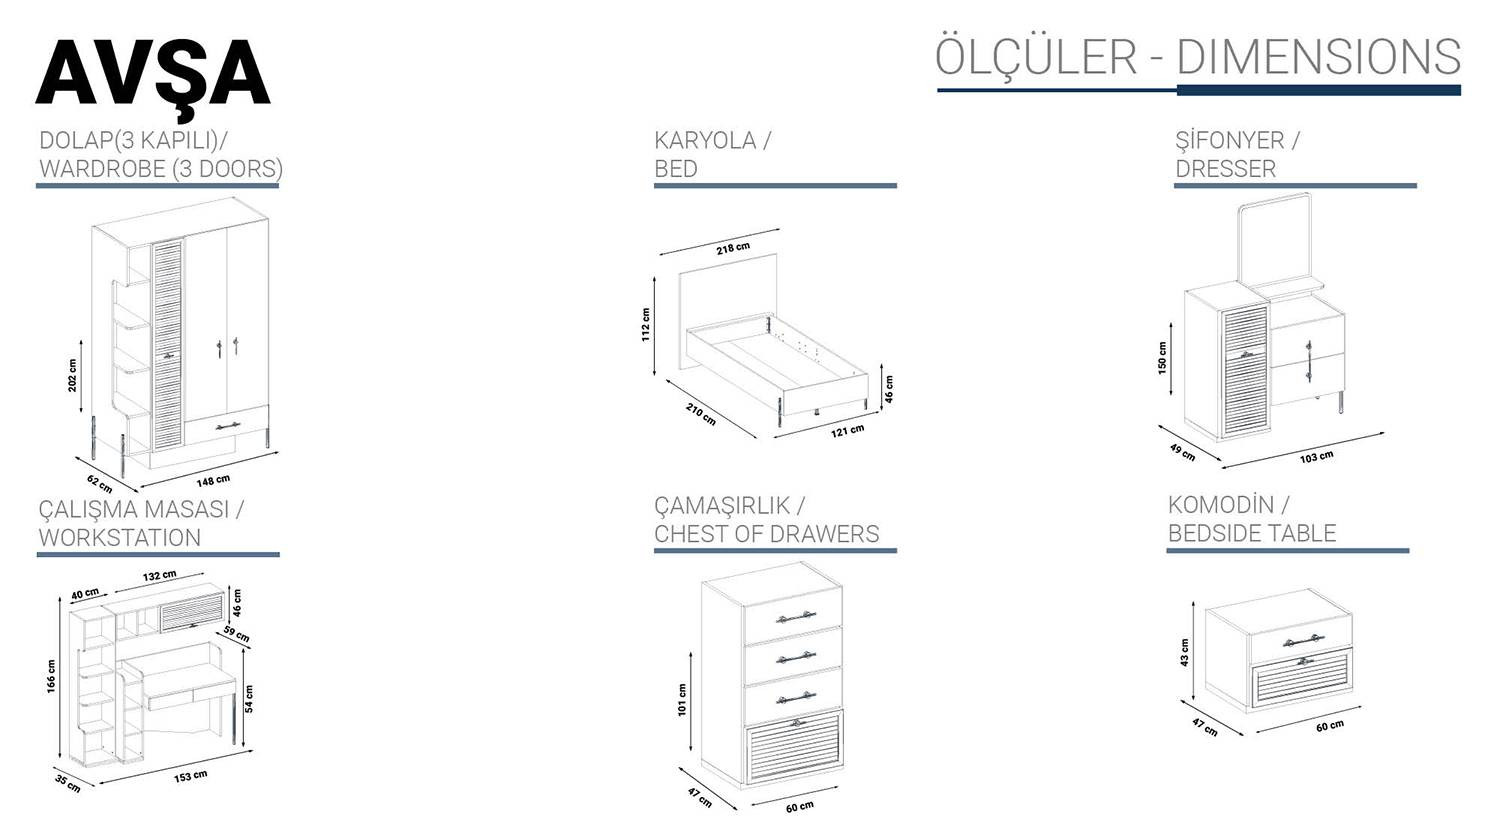 AVŞA
ÖLÇÜLER - DIMENSIONS
DOLAP(3 KAPILI)/
WARDROBE (3 DOORS)
202 cm
62 cm
148 cm
KARYOLA /
BED
218 cm
112 cm
210 cm
121 cm
46 cm
ŞİFONYER /
DRESSER
150 cm
49 cm
103 cm
ÇALIŞMA MASASI /
WORKSTATION
132 cm
40 cm
46 cm
59 cm
166 cm
54 cm
35 cm
153 cm
ÇAMAŞIRLIK /
CHEST OF DRAWERS
101 cm
47 cm
60 cm
KOMODİN /
BEDSIDE TABLE
43 cm
47 cm
60 cm